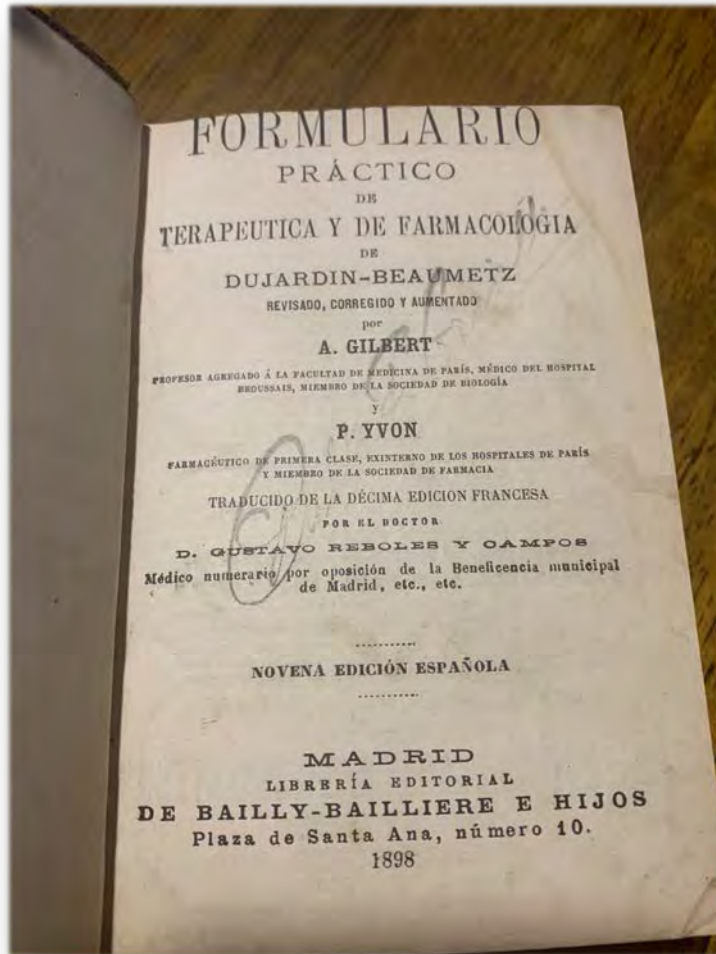 FORMULARIO
PRÁCTICO
DE
TERAPEUTICA Y DE FARMACOLOGIA
DE
DUJARDIN-BEAUMETZ
REVISADO, CORREGIDO Y AUMENTADO
por
A. GILBERT
PROFESOR AGREGADO Á LA FACULTAD DE MEDICINA DE PARÍS, MÉDICO DEL HOSPITAL
BROUSSAIS, MIEMBRO DE LA SOCIEDAD DE BIOLOGÍA
Y
P. YVON
FARMACÉUTICO DE PRIMERA CLASE, EXINTERNO DE LOS HOSPITALES DE PARÍS
Y MIEMBRO DE LA SOCIEDAD DE FARMACIA
TRADUCIDO DE LA DÉCIMA EDICION FRANCESA
POR EL DOCTOR
D. GUSTAVO REBOLES Y CAMPOS
Médico numerario por oposición de la Beneficencia municipal
de Madrid, etc., etc.
NOVENA EDICIÓN ESPAÑOLA
MADRID
LIBRERÍA EDITORIAL
DE BAILLY-BAILLIERE E HIJOS
Plaza de Santa Ana, número 10.
1898